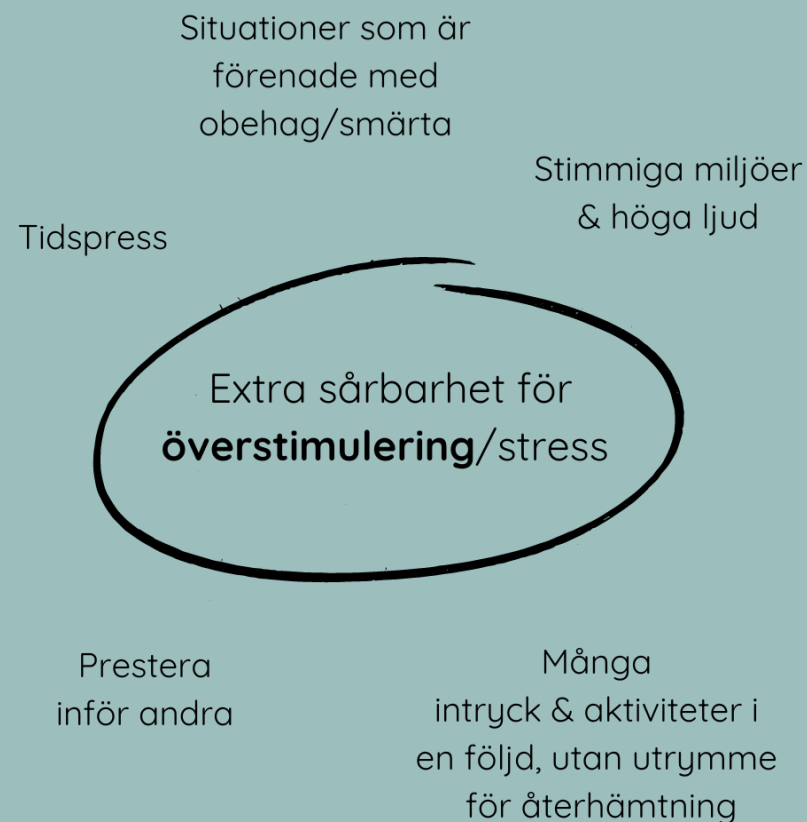 Situationer som är
förenade med
obehag/smärta
Stimmiga miljöer
& höga ljud
Tidspress
Extra sårbarhet för
överstimulering/stress
Prestera
inför andra
Många
intryck & aktiviteter i
en följd, utan utrymme
för återhämtning